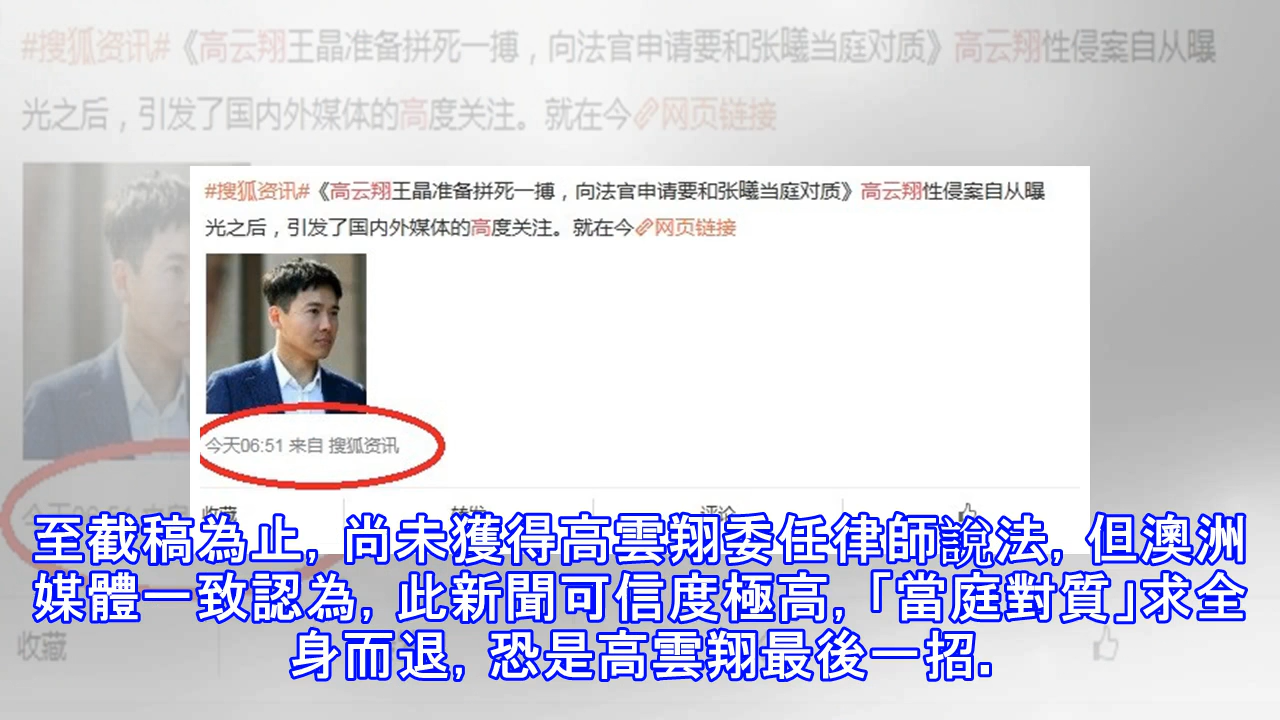 #搜狐资讯#《高云翔王晶准备拼死一搏，向法官申请要和张曦当庭对质》高云翔性侵案自从曝
光之后，引发了国内外媒体的高度关注。就在今网页链接
#搜狐资讯#《高云翔王晶准备拼死一搏，向法官申请要和张曦当庭对质》高云翔性侵案自从曝
光之后，引发了国内外媒体的高度关注。就在今网页链接
今天06:51 来自 搜狐资讯
收藏 转发 评论
至截稿為止, 尚未獲得高雲翔委任律師說法, 但澳洲
媒體一致認為, 此新聞可信度極高,「當庭對質」求全
身而退, 恐是高雲翔最後一招.
收藏